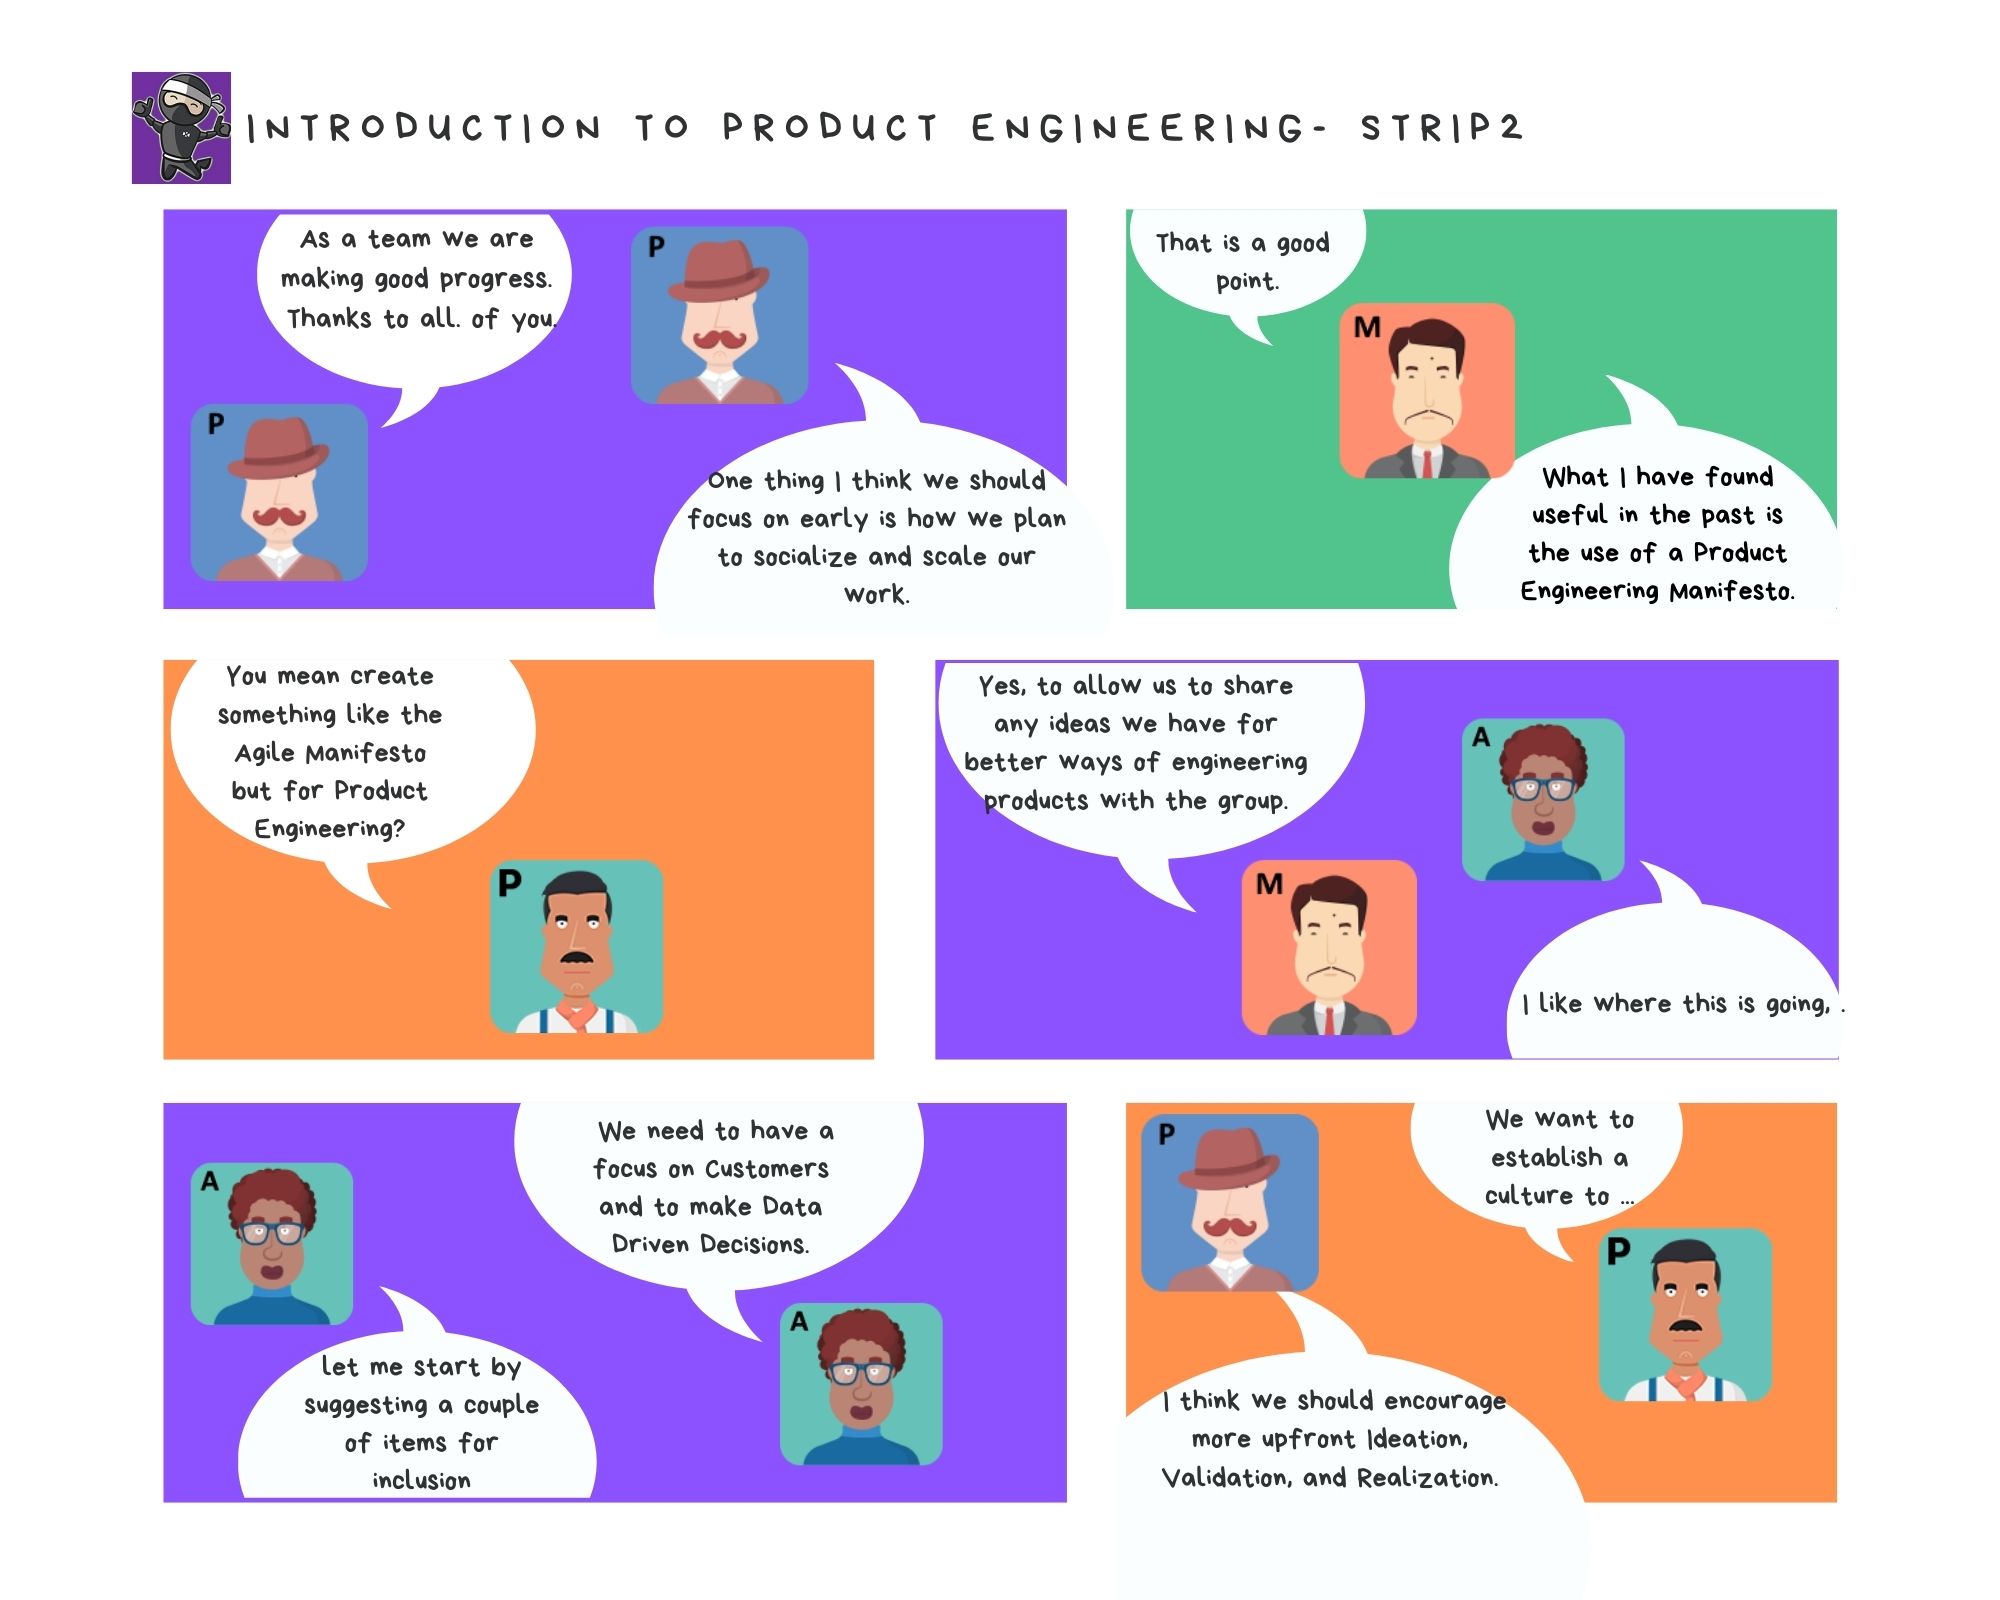 INTRODUCTION TO PRODUCT ENGINEERING- STRIP2
As a team we are
making good progress.
Thanks to all. of you.
P
P
One thing I think we should
focus on early is how we plan
to socialize and scale our
work.
That is a good
point.
M
What I have found
useful in the past is
the use of a Product
Engineering Manifesto.
You mean create
something like the
Agile Manifesto
but for Product
Engineering?
P
Yes, to allow us to share
any ideas we have for
better ways of engineering
products with the group.
M
A
I like where this is going, .
A
let me start by
suggesting a couple
of items for
inclusion
We need to have a
focus on Customers
and to make Data
Driven Decisions.
A
P
I think we should encourage
more upfront Ideation,
Validation, and Realization.
We want to
establish a
culture to ...
P